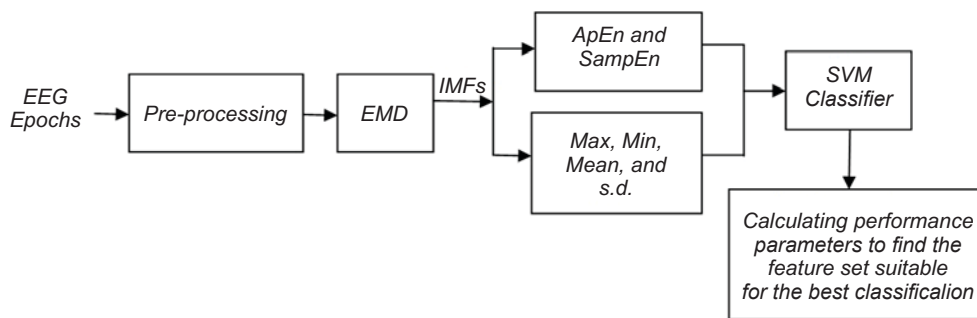 EEG
Epochs
Pre-processing
EMD
IMFs
ApEn and
SampEn
Max, Min,
Mean, and
s.d.
SVM
Classifier
Calculating performance
parameters to find the
feature set suitable
for the best classificalion